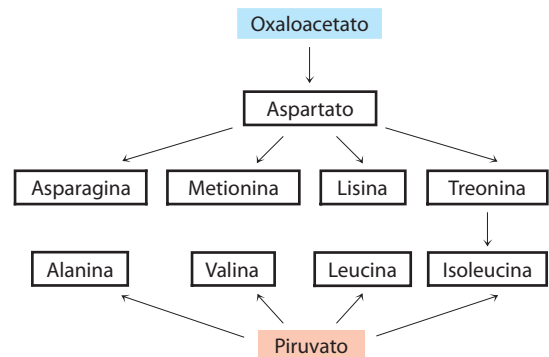 Oxaloacetato
Aspartato
Asparagina Metionina Lisina Treonina
Alanina Valina Leucina Isoleucina
Piruvato